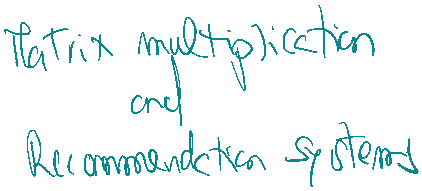 Matrix multiplication
and
Recommendation systems